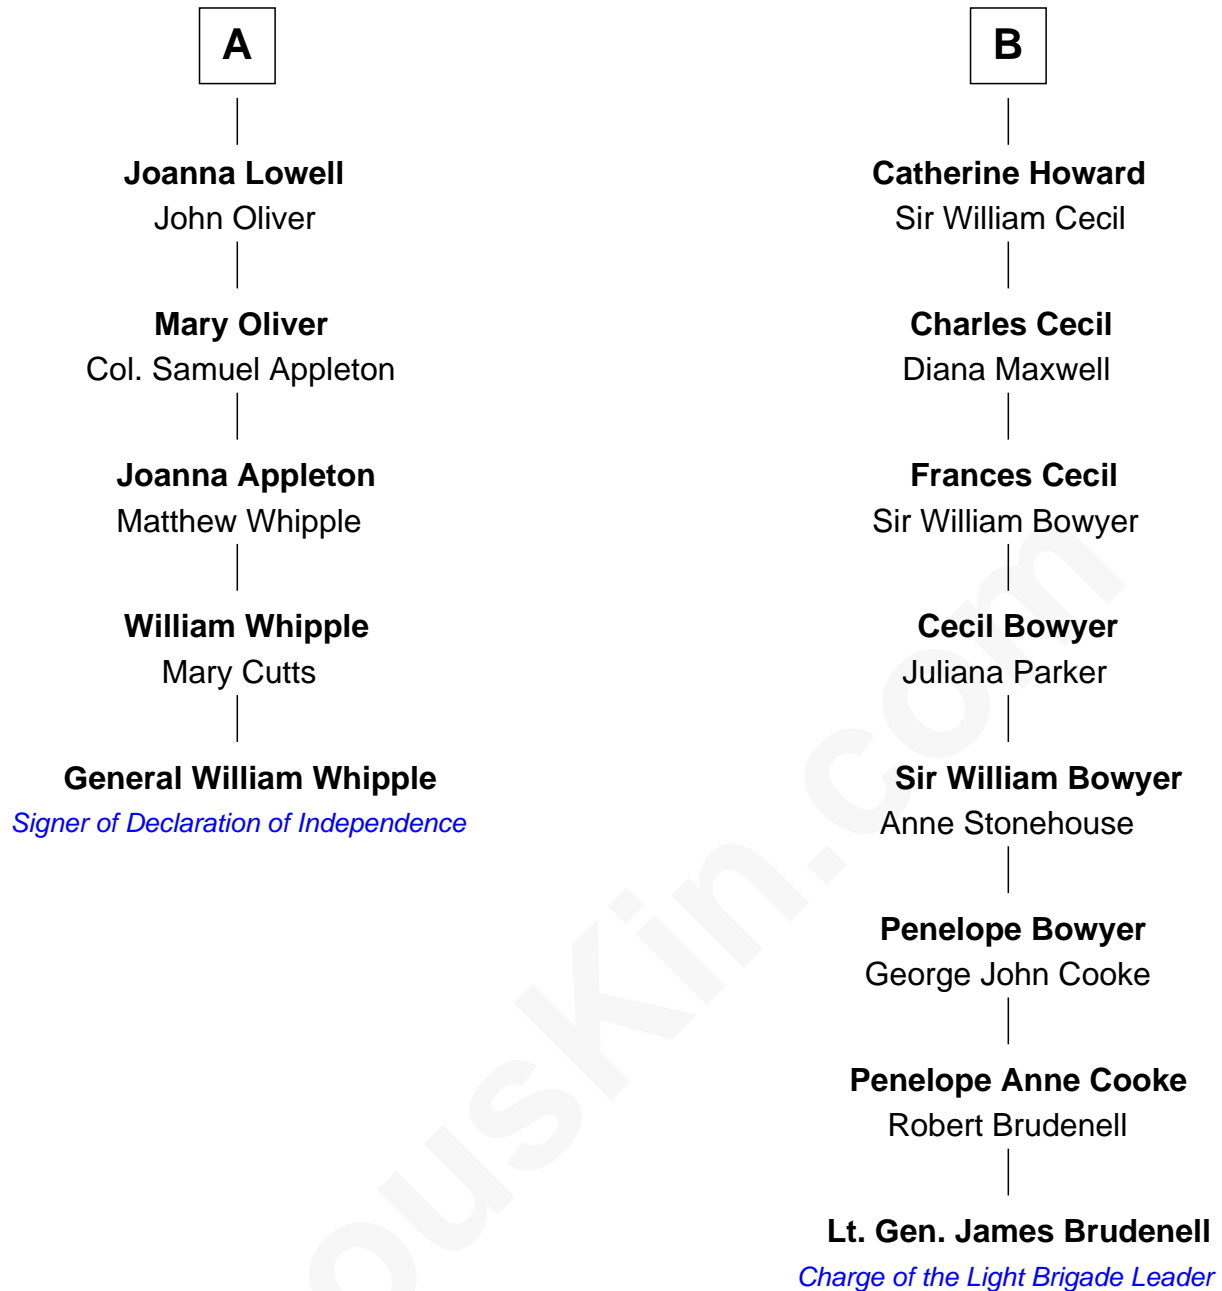 A
Joanna Lowell
John Oliver
Mary Oliver
Col. Samuel Appleton
Joanna Appleton
Matthew Whipple
William Whipple
Mary Cutts
General William Whipple
Signer of Declaration of Independence
B
Catherine Howard
Sir William Cecil
Charles Cecil
Diana Maxwell
Frances Cecil
Sir William Bowyer
Cecil Bowyer
Juliana Parker
Sir William Bowyer
Anne Stonehouse
Penelope Bowyer
George John Cooke
Penelope Anne Cooke
Robert Brudenell
Lt. Gen. James Brudenell
Charge of the Light Brigade Leader
ousKin.com